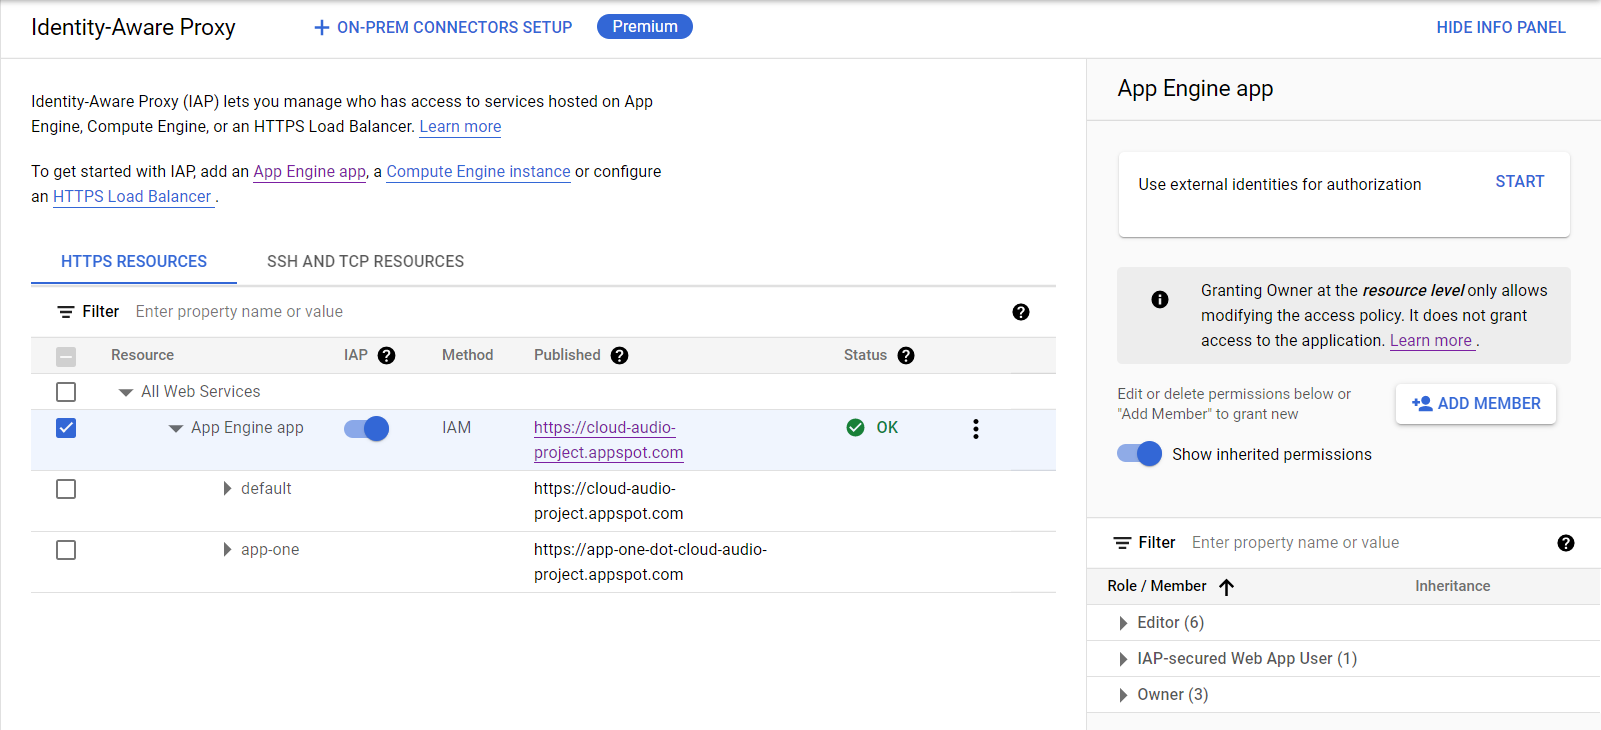 Identity-Aware Proxy
ON-PREM CONNECTORS SETUP
Premium
HIDE INFO PANEL
Identity-Aware Proxy (IAP) lets you manage who has access to services hosted on App
Engine, Compute Engine, or an HTTPS Load Balancer. Learn more
To get started with IAP, add an App Engine app, a Compute Engine instance or configure
an HTTPS Load Balancer .
HTTPS RESOURCES
SSH AND TCP RESOURCES
Filter Enter property name or value
Resource IAP Method Published Status
All Web Services
App Engine app IAM https://cloud-audio-
project.appspot.com
OK
default https://cloud-audio-
project.appspot.com
app-one https://app-one-dot-cloud-audio-
project.appspot.com
App Engine app
Use external identities for authorization START
Granting Owner at the resource level only allows
modifying the access policy. It does not grant
access to the application. Learn more .
Edit or delete permissions below or
"Add Member" to grant new
ADD MEMBER
Show inherited permissions
Filter Enter property name or value
Role / Member Inheritance
Editor (6)
IAP-secured Web App User (1)
Owner (3)